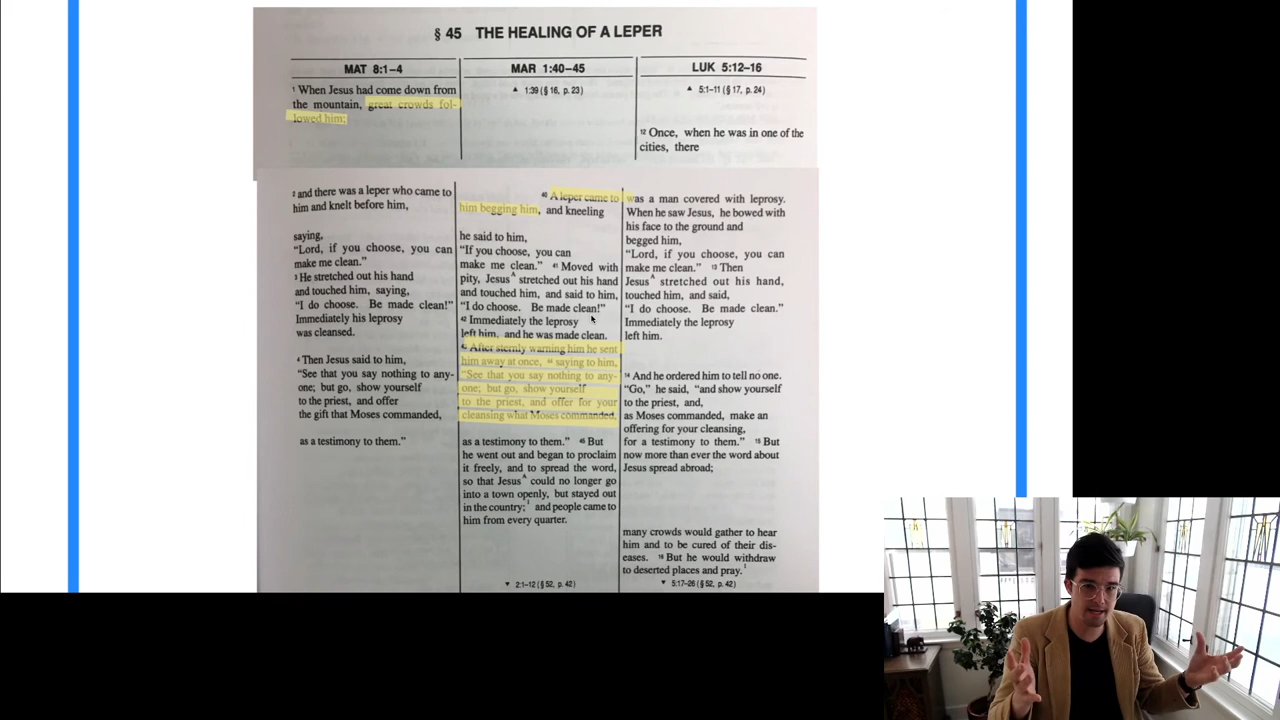 § 45 THE HEALING OF A LEPER
MAT 8:1–4
¹ When Jesus had come down from
the mountain, great crowds fol-
lowed him;
² and there was a leper who came to
him and knelt before him,
saying,
“Lord, if you choose, you can
make me clean.”
³ He stretched out his hand
and touched him, saying,
“I do choose. Be made clean!”
Immediately his leprosy
was cleansed.
⁴ Then Jesus said to him,
“See that you say nothing to any-
one; but go, show yourself
to the priest, and offer
the gift that Moses commanded,
as a testimony to them.”
MAR 1:40–45
▲ 1:39 (§ 16, p. 23)
⁴⁰ A leper came to
him begging him, and kneeling
he said to him,
“If you choose, you can
make me clean.” ⁴¹ Moved with
pity, Jesus^ stretched out his hand
and touched him, and said to him,
“I do choose. Be made clean!”
⁴² Immediately the leprosy
left him, and he was made clean.
⁴³ After sternly warning him he sent
him away at once, ⁴⁴ saying to him,
“See that you say nothing to any-
one; but go, show yourself
to the priest, and offer for your
cleansing what Moses commanded,
as a testimony to them.” ⁴⁵ But
he went out and began to proclaim
it freely, and to spread the word,
so that Jesus^ could no longer go
into a town openly, but stayed out
in the country;¹ and people came to
him from every quarter.
▼ 2:1–12 (§ 52, p. 42)
LUK 5:12–16
▲ 5:1–11 (§ 17, p. 24)
¹² Once, when he was in one of the
cities, there
was a man covered with leprosy.
When he saw Jesus, he bowed with
his face to the ground and
begged him,
“Lord, if you choose, you can
make me clean.” ¹³ Then
Jesus^ stretched out his hand,
touched him, and said,
“I do choose. Be made clean.”
Immediately the leprosy
left him.
¹⁴ And he ordered him to tell no one.
“Go,” he said, “and show yourself
to the priest, and,
as Moses commanded, make an
offering for your cleansing,
for a testimony to them.” ¹⁵ But
now more than ever the word about
Jesus spread abroad;
many crowds would gather to hear
him and to be cured of their dis-
eases. ¹⁶ But he would withdraw
to deserted places and pray.¹
▼ 5:17–26 (§ 52, p. 42)